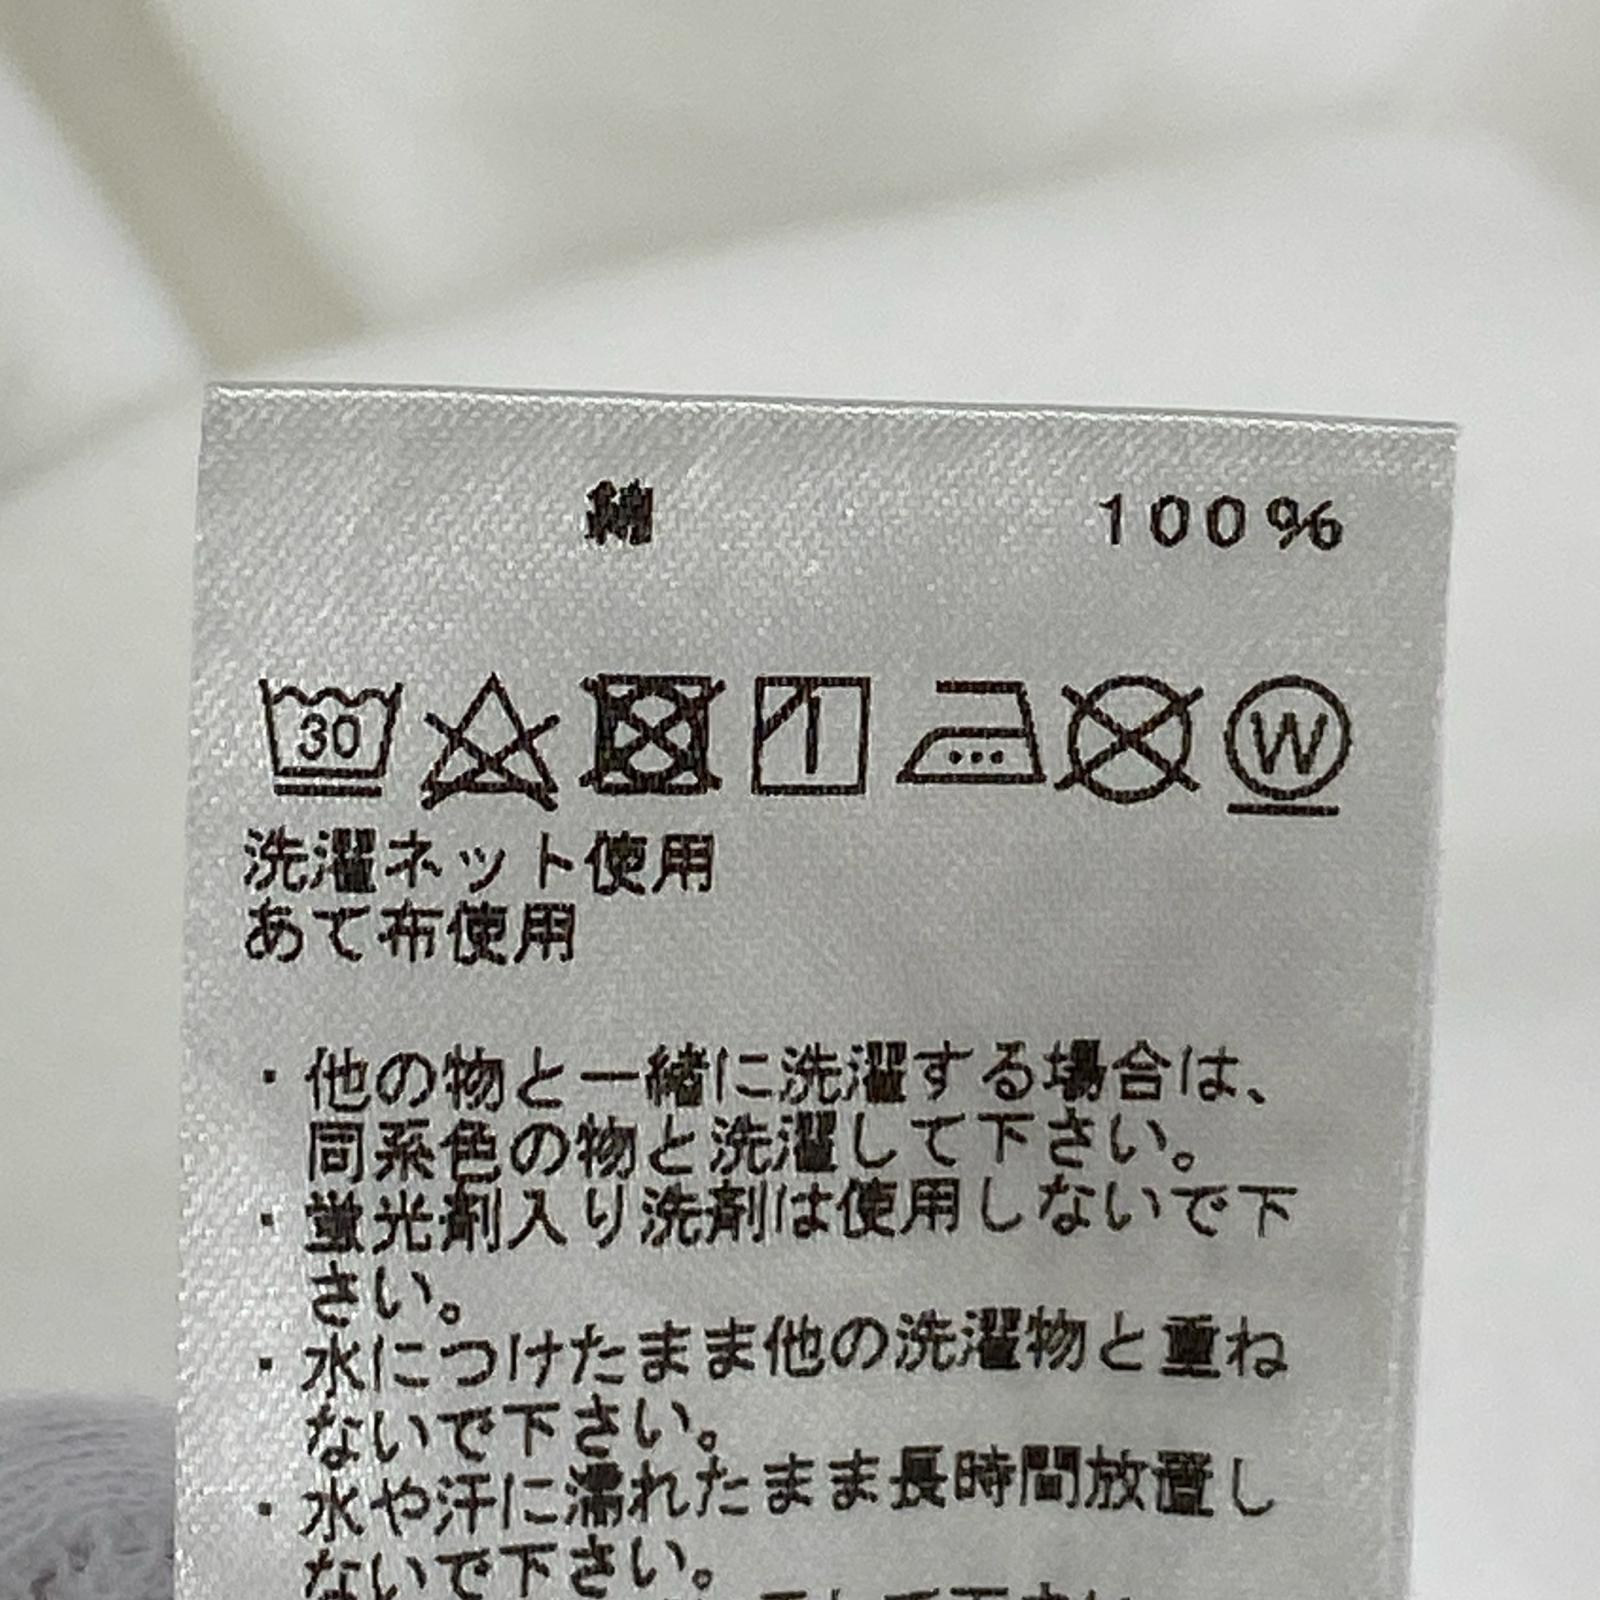 綿 100%
30 W
洗濯ネット使用
あて布使用
・他の物と一緒に洗濯する場合は、
同系色の物と洗濯して下さい。
・蛍光剤入り洗剤は使用しないで下
さい。
・水につけたまま他の洗濯物と重ね
ないで下さい。
・水や汗に濡れたまま長時間放置し
ないで下さい。